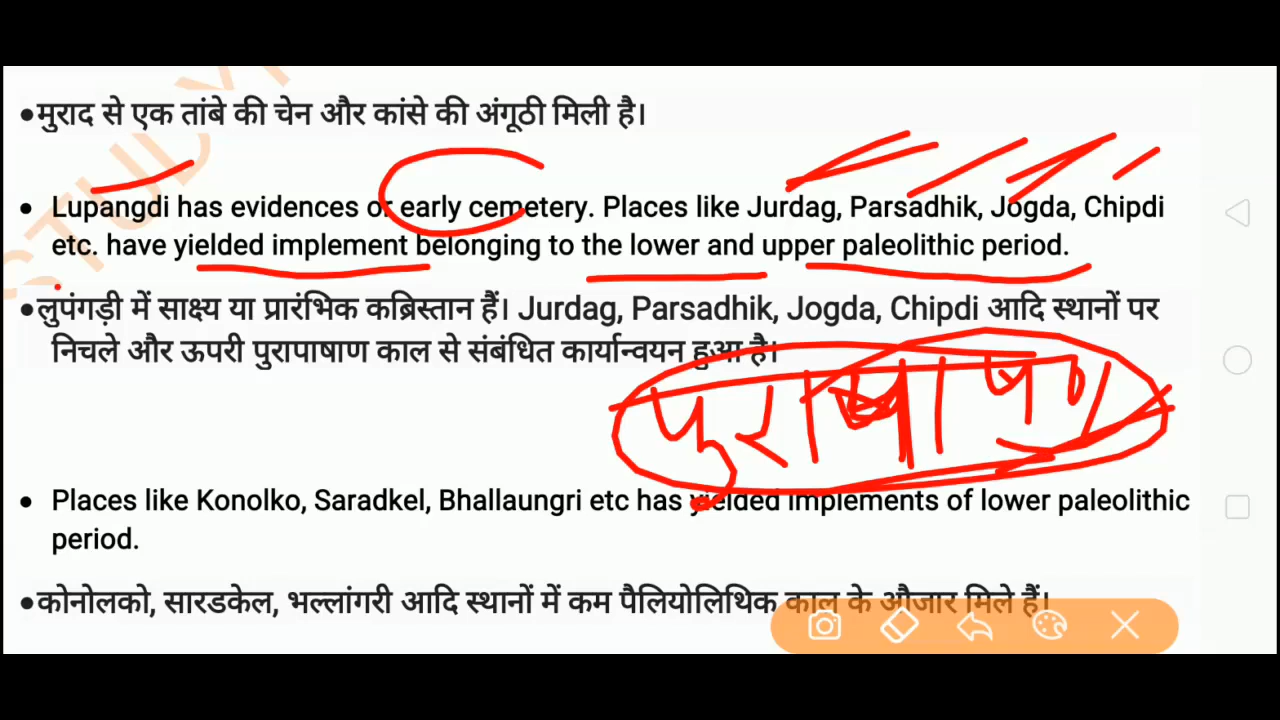 •मुराद से एक तांबे की चेन और कांसे की अंगूठी मिली है।
• Lupangdi has evidences or early cemetery. Places like Jurdag, Parsadhik, Jogda, Chipdi
etc. have yielded implement belonging to the lower and upper paleolithic period.
•लुपंगड़ी में साक्ष्य या प्रारंभिक कब्रिस्तान हैं। Jurdag, Parsadhik, Jogda, Chipdi आदि स्थानों पर
निचले और ऊपरी पुरापाषाण काल से संबंधित कार्यान्वयन हुआ है।
पुरापाषाण
• Places like Konolko, Saradkel, Bhallaungri etc has yielded implements of lower paleolithic
period.
•कोनोलको, सारडकेल, भल्लांगरी आदि स्थानों में कम पैलियोलिथिक काल के औजार मिले हैं।